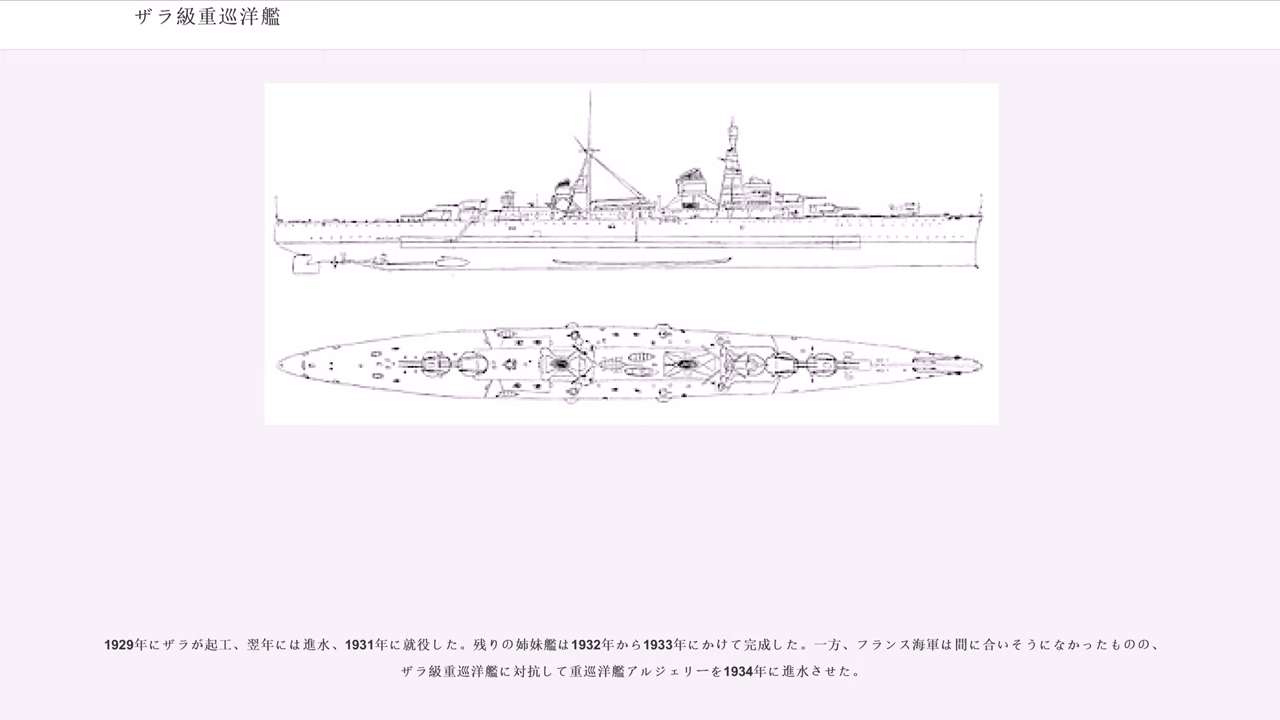 ザラ級重巡洋艦
1929年にザラが起工、翌年には進水、1931年に就役した。残りの姉妹艦は1932年から1933年にかけて完成した。一方、フランス海軍は間に合いそうになかったものの、
ザラ級重巡洋艦に対抗して重巡洋艦アルジェリーを1934年に進水させた。